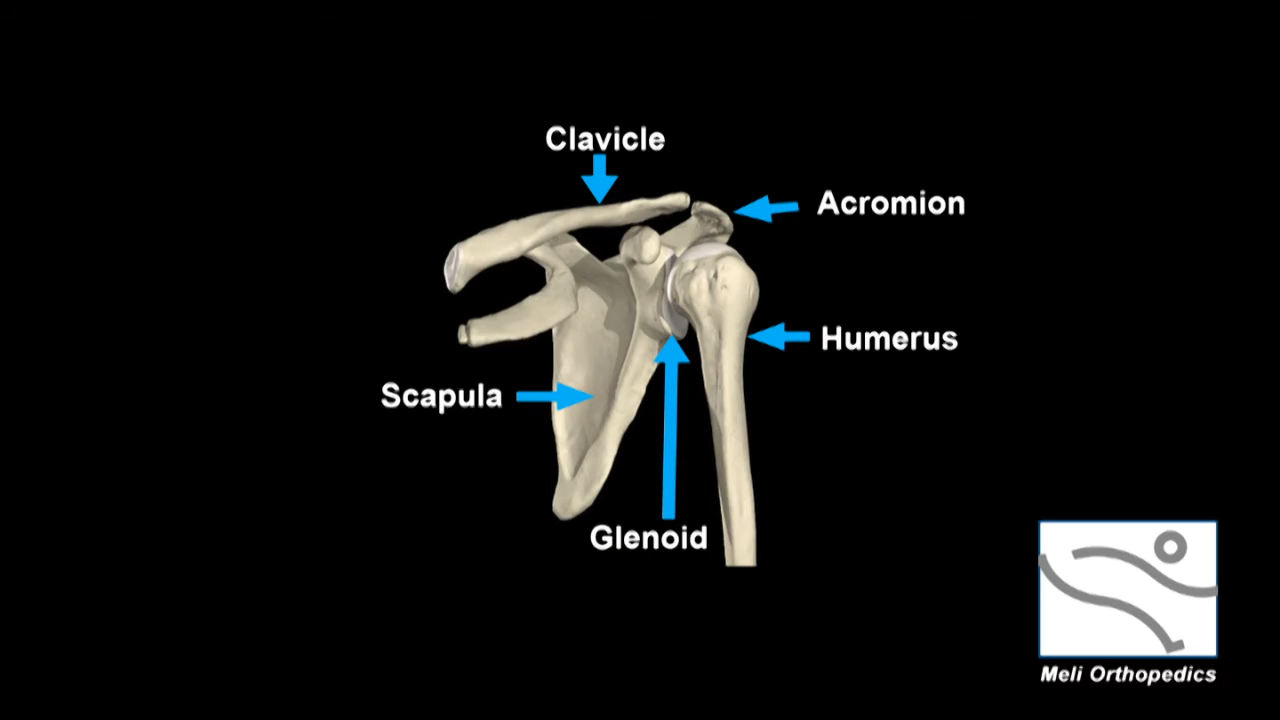 Clavicle
Acromion
Humerus
Scapula
Glenoid
Meli Orthopedics